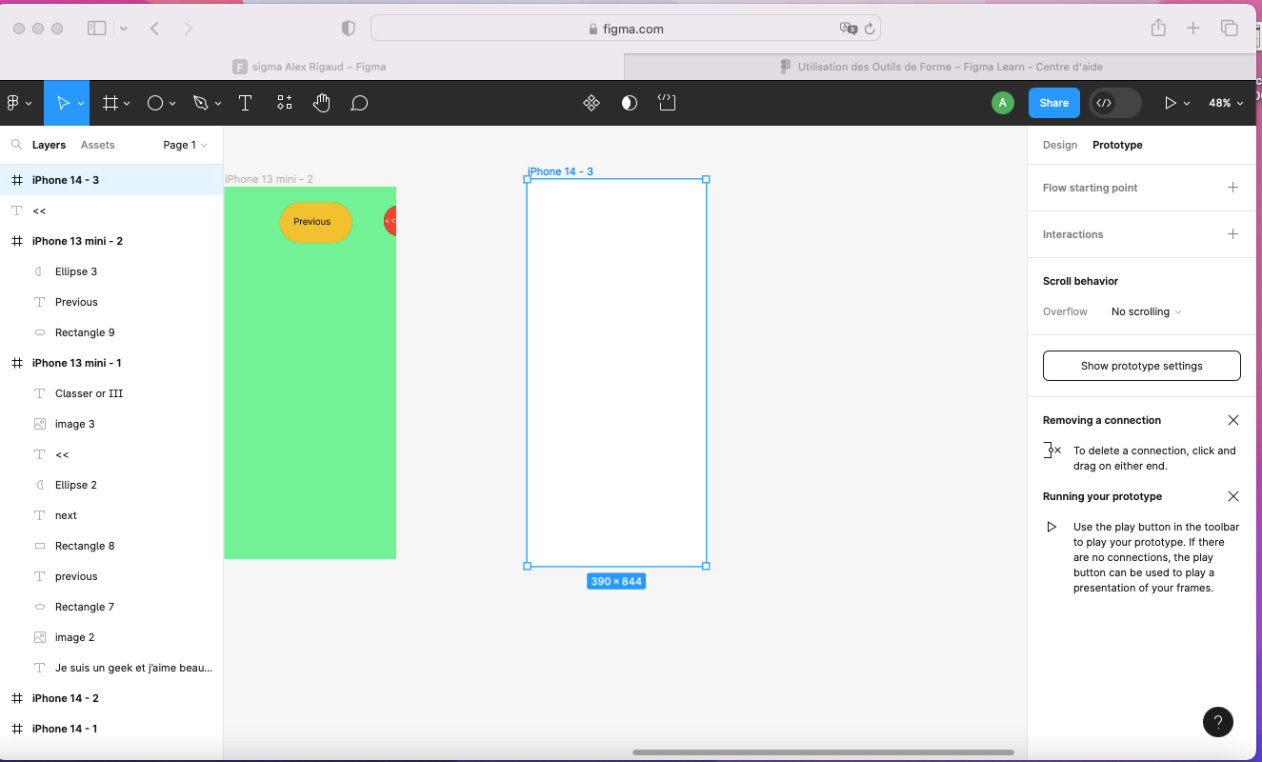 figma.com
sigma Alex Rigaud – Figma
Utilisation des Outils de Forme – Figma Learn - Centre d'aide
A
Share
48%
Layers
Assets
Page 1
Design
Prototype
iPhone 14 - 3
<<
iPhone 13 mini - 2
Ellipse 3
Previous
Rectangle 9
iPhone 13 mini - 1
Classer or III
image 3
<<
Ellipse 2
next
Rectangle 8
previous
Rectangle 7
image 2
Je suis un geek et j'aime beau...
iPhone 14 - 2
iPhone 14 - 1
iPhone 13 mini - 2
Previous
<<
iPhone 14 - 3
390 × 844
Flow starting point
Interactions
Scroll behavior
Overflow
No scrolling
Show prototype settings
Removing a connection
To delete a connection, click and
drag on either end.
Running your prototype
Use the play button in the toolbar
to play your prototype. If there
are no connections, the play
button can be used to play a
presentation of your frames.
?